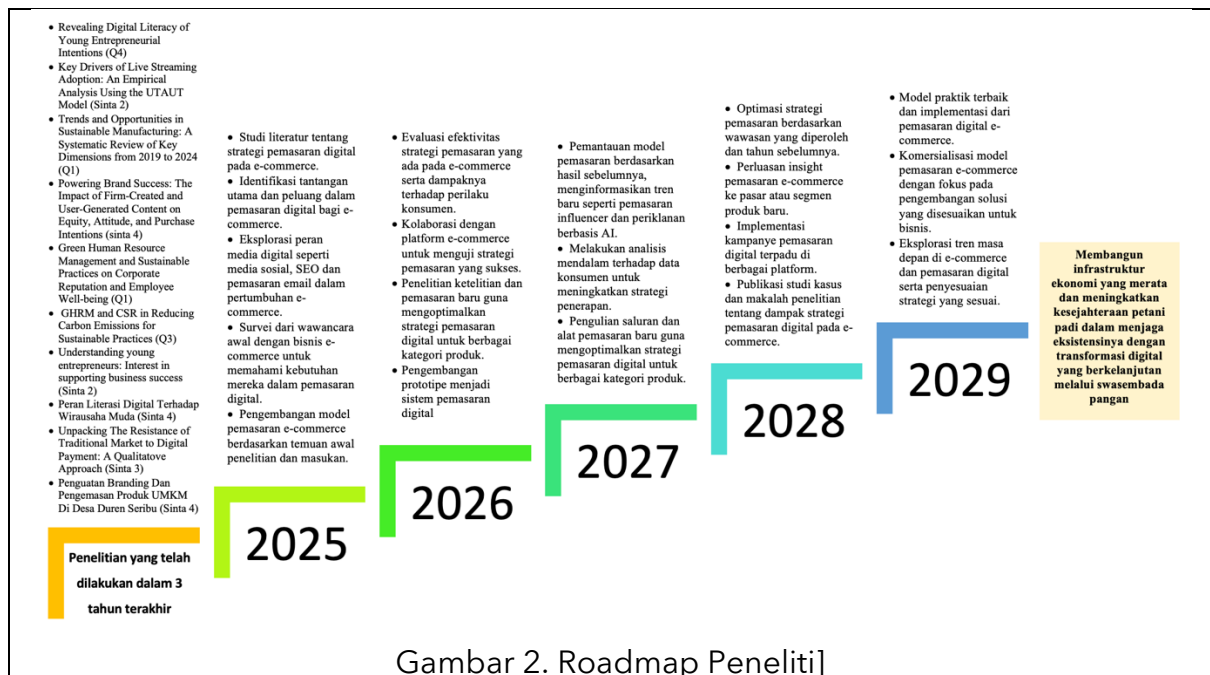 • Revealing Digital Literacy of
Young Entrepreneurial
Intentions (Q4)
• Key Drivers of Live Streaming
Adoption: An Empirical
Analysis Using the UTAUT
Model (Sinta 2)
• Trends and Opportunities in
Sustainable Manufacturing: A
Systematic Review of Key
Dimensions from 2019 to 2024
(Q1)
• Powering Brand Success: The
Impact of Firm-Created and
User-Generated Content on
Equity, Attitude, and Purchase
Intentions (sinta 4)
• Green Human Resource
Management and Sustainable
Practices on Corporate
Reputation and Employee
Well-being (Q1)
• GHRM and CSR in Reducing
Carbon Emissions for
Sustainable Practices (Q3)
• Understanding young
entrepreneurs: Interest in
supporting business success
(Sinta 2)
• Peran Literasi Digital Terhadap
Wirausaha Muda (Sinta 4)
• Unpacking The Resistance of
Traditional Market to Digital
Payment: A Qualitatove
Approach (Sinta 3)
• Penguatan Branding Dan
Pengemasan Produk UMKM
Di Desa Duren Seribu (Sinta 4)
Penelitian yang telah
dilakukan dalam 3
tahun terakhir
• Studi literatur tentang
strategi pemasaran digital
pada e-commerce.
• Identifikasi tantangan
utama dan peluang dalam
pemasaran digital bagi e-
commerce.
• Eksplorasi peran
media digital seperti
media sosial, SEO dan
pemasaran email dalam
pertumbuhan e-
commerce.
• Survei dari wawancara
awal dengan bisnis e-
commerce untuk
memahami kebutuhan
mereka dalam pemasaran
digital.
• Pengembangan model
pemasaran e-commerce
berdasarkan temuan awal
penelitian dan masukan.
2025
• Evaluasi efektivitas
strategi pemasaran yang
ada pada e-commerce
serta dampaknya
terhadap perilaku
konsumen.
• Kolaborasi dengan
platform e-commerce
untuk menguji strategi
pemasaran yang sukses.
• Penelitian ketelitian dan
pemasaran baru guna
mengoptimalkan
strategi pemasaran
digital untuk berbagai
kategori produk.
• Pengembangan
prototipe menjadi
sistem pemasaran
digital
2026
• Pemantauan model
pemasaran berdasarkan
hasil sebelumnya,
menginformasikan tren
baru seperti pemasaran
influencer dan periklanan
berbasis AI.
• Melakukan analisis
mendalam terhadap data
konsumen untuk
meningkatkan strategi
penerapan.
• Pengulian saluran dan
alat pemasaran baru guna
mengoptimalkan strategi
pemasaran digital untuk
berbagai kategori produk.
2027
• Optimasi strategi
pemasaran berdasarkan
wawasan yang diperoleh
dan tahun sebelumnya.
• Perluasan insight
pemasaran e-commerce
ke pasar atau segmen
produk baru.
• Implementasi
kampanye pemasaran
digital terpadu di
berbagai platform.
• Publikasi studi kasus
dan makalah penelitian
tentang dampak strategi
pemasaran digital pada e-
commerce.
2028
• Model praktik terbaik
dan implementasi dari
pemasaran digital e-
commerce.
• Komersialisasi model
pemasaran e-commerce
dengan fokus pada
pengembangan solusi
yang disesuaikan untuk
bisnis.
• Eksplorasi tren masa
depan di e-commerce
dan pemasaran digital
serta penyesuaian
strategi yang sesuai.
2029
Membangun
infrastruktur
ekonomi yang merata
dan meningkatkan
kesejahteraan petani
padi dalam menjaga
eksistensinya dengan
transformasi digital
yang berkelanjutan
melalui swasembada
pangan
Gambar 2. Roadmap Peneliti]